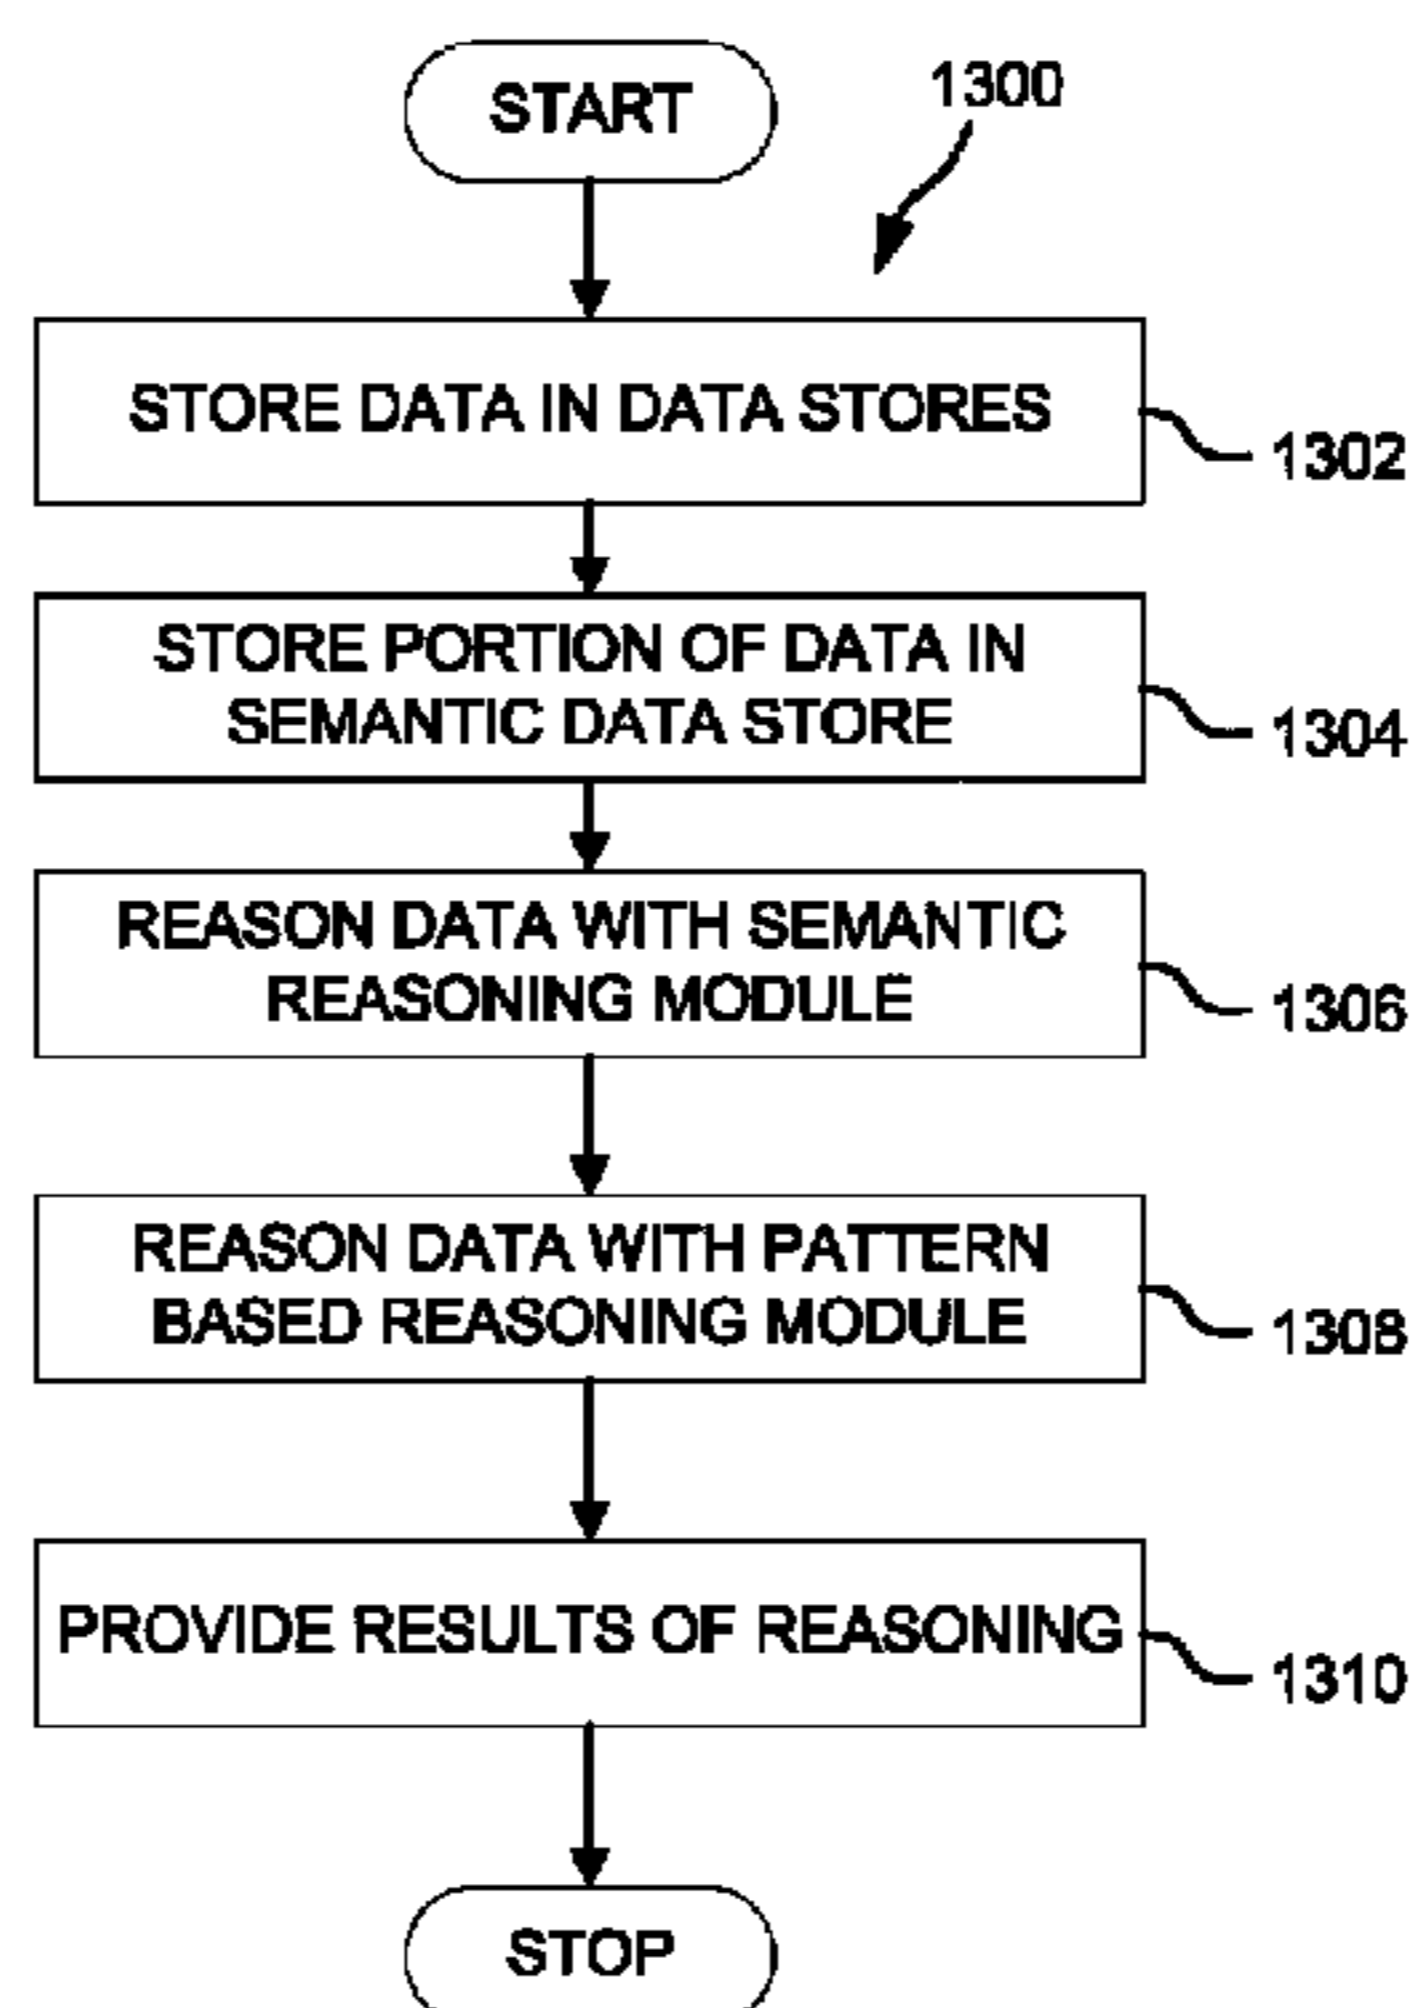 START
1300
STORE DATA IN DATA STORES
1302
STORE PORTION OF DATA IN
SEMANTIC DATA STORE
1304
REASON DATA WITH SEMANTIC
REASONING MODULE
1306
REASON DATA WITH PATTERN
BASED REASONING MODULE
1308
PROVIDE RESULTS OF REASONING
1310
STOP